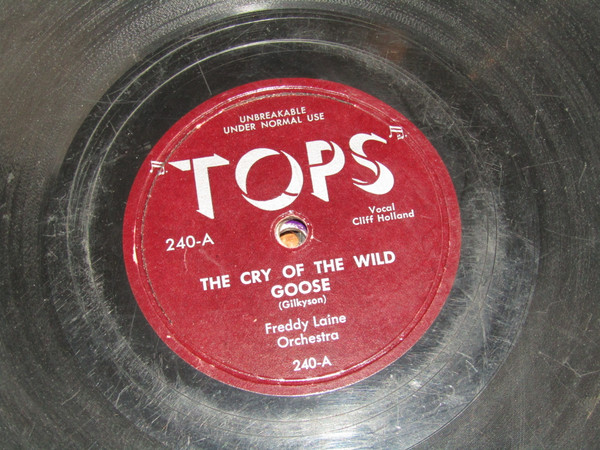 UNBREAKABLE
UNDER NORMAL USE
TOPS
Vocal
Cliff Holland
240-A
THE CRY OF THE WILD
GOOSE
(Gilkyson)
Freddy Laine
Orchestra
240-A